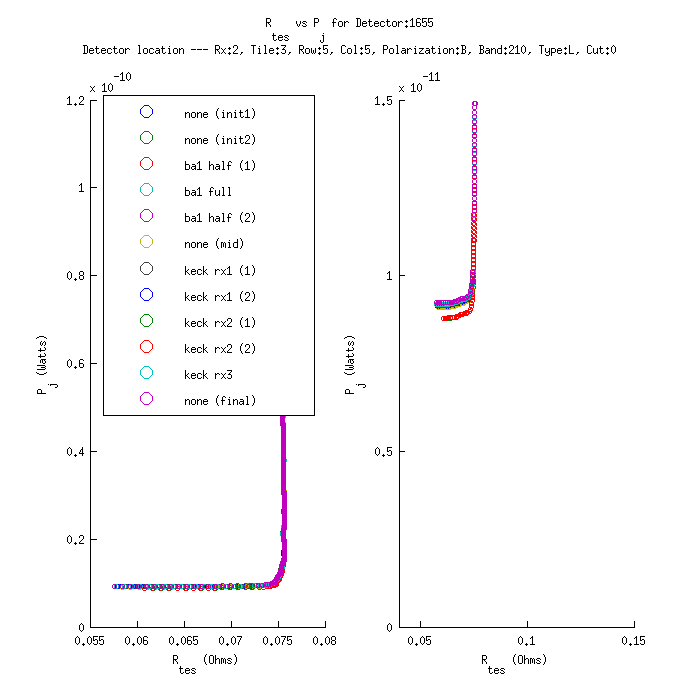 R    vs P  for Detector:1655
tes    j
Detector location --- Rx:2, Tile:3, Row:5, Col:5, Polarization:B, Band:210, Type:L, Cut:0
x 10^-10
x 10^-11
1.2
1
0.8
0.6
0.4
0.2
0
P_j (Watts)
0.055 0.06 0.065 0.07 0.075 0.08
R_tes (Ohms)
none (init1)
none (init2)
ba1 half (1)
ba1 full
ba1 half (2)
none (mid)
keck rx1 (1)
keck rx1 (2)
keck rx2 (1)
keck rx2 (2)
keck rx3
none (final)
1.5
1
0.5
0
P_j (Watts)
0.05 0.1 0.15
R_tes (Ohms)